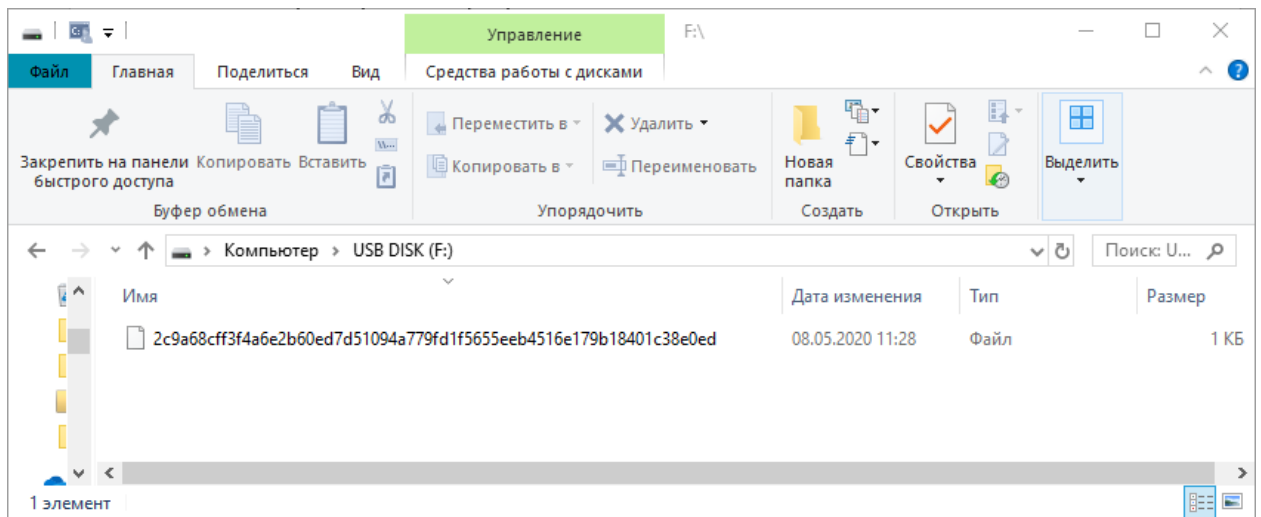 Управление F:\
Файл Главная Поделиться Вид Средства работы с дисками
Закрепить на панели быстрого доступа
Копировать
Вставить
Переместить в
Копировать в
Удалить
Переименовать
Новая папка
Свойства
Выделить
Буфер обмена Упорядочить Создать Открыть
Компьютер USB DISK (F:) Поиск: U...
Имя Дата изменения Тип Размер
2c9a68cff3f4a6e2b60ed7d51094a779fd1f5655eeb4516e179b18401c38e0ed 08.05.2020 11:28 Файл 1 КБ
1 элемент